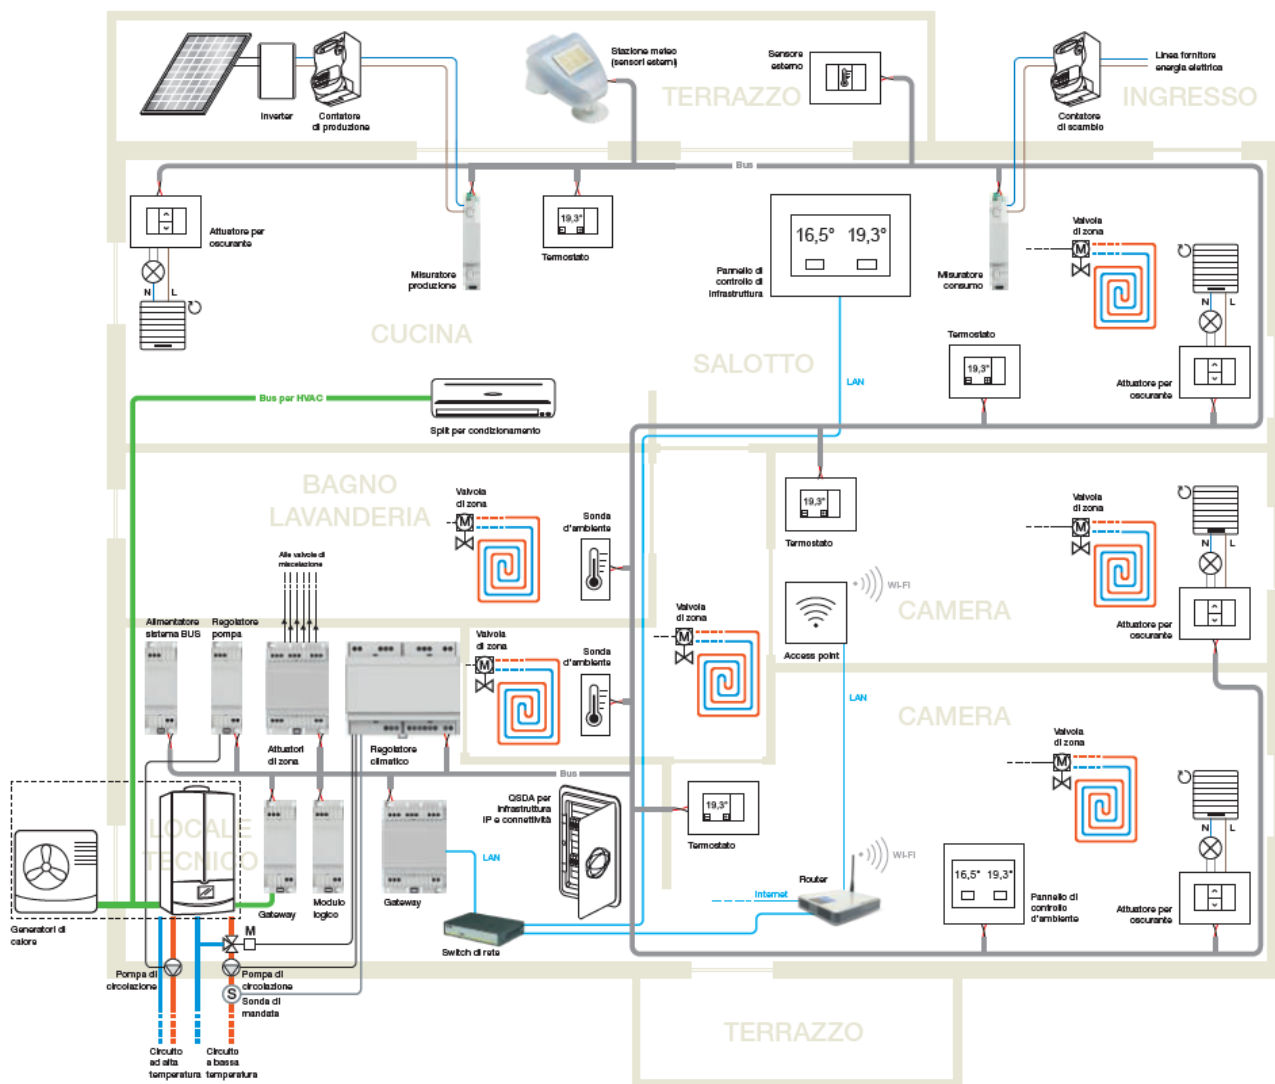 Stazione meteo
(sensori esterni)
Sensore
esterno
Linea fornitore
energia elettrica
TERRAZZO
INGRESSO
Inverter
Contatore
di produzione
Contatore
di scambio
Bus
Attuatore per
oscurante
N
L
19,3°
Termostato
Misuratore
produzione
16,5° 19,3°
Pannello di
controllo di
infrastruttura
Misuratore
consumo
Valvola
di zona
M
N
L
Attuatore per
oscurante
Termostato
19,3°
CUCINA
SALOTTO
LAN
Bus per HVAC
Split per condizionamento
BAGNO
LAVANDERIA
Valvola
di zona
M
Sonda
d'ambiente
19,3°
Termostato
Valvola
di zona
M
N
L
Attuatore per
oscurante
Alle valvole di
miscelazione
WI-FI
Access point
CAMERA
Alimentatore
sistema BUS
Regolatore
pompa
Valvola
di zona
M
Sonda
d'ambiente
Valvola
di zona
M
LAN
CAMERA
Attuatori
di zona
Regolatore
climatico
Bus
Valvola
di zona
M
N
L
Attuatore per
oscurante
QSDA per
infrastruttura
IP e connettività
19,3°
Termostato
LOCALE
TECNICO
Gateway
Modulo
logico
Gateway
LAN
Internet
Router
WI-FI
16,5° 19,3°
Pannello di
controllo
d'ambiente
Generatori di
calore
M
Switch di rete
Pompa di
circolazione
Pompa di
circolazione
S
Sonda di
mandata
TERRAZZO
Circuito
ad alta
temperatura
Circuito
a bassa
temperatura